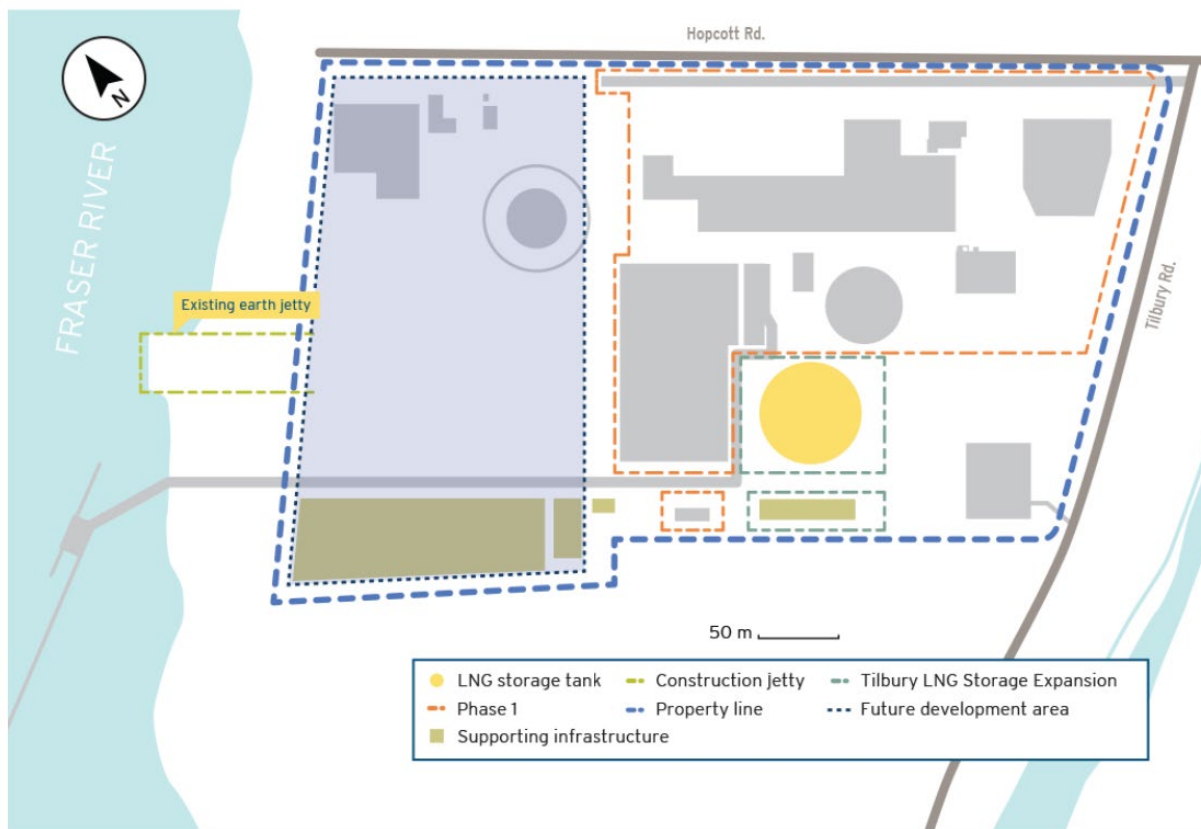 Hopcott Rd.
N
FRASER RIVER
Existing earth jetty
Tilbury Rd.
50 m
LNG storage tank
Construction jetty
Tilbury LNG Storage Expansion
Phase 1
Property line
Future development area
Supporting infrastructure